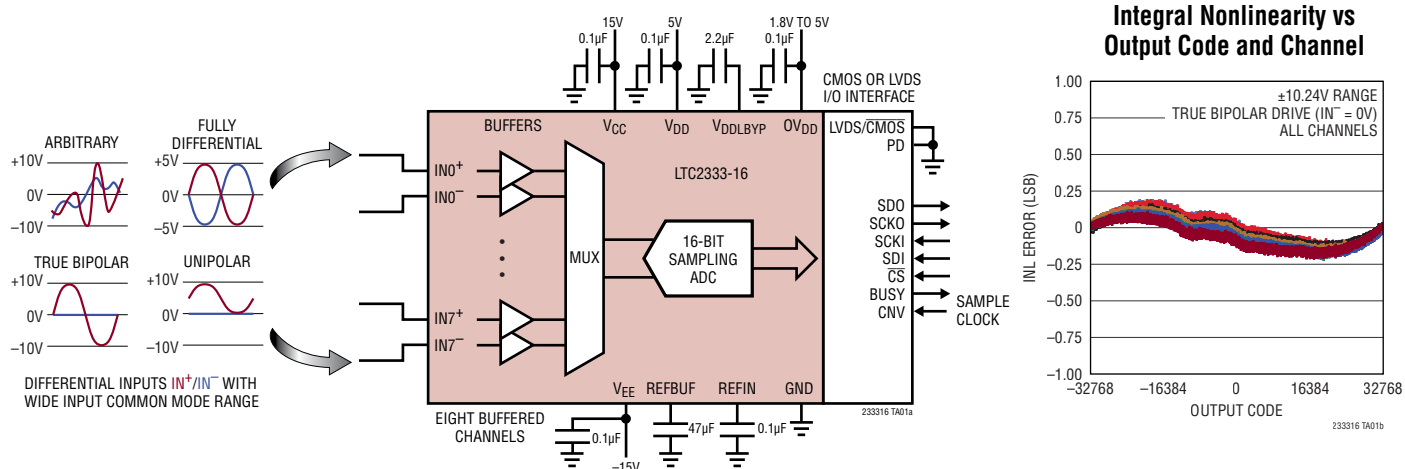 ARBITRARY
+10V
0V
–10V
FULLY
DIFFERENTIAL
+5V
0V
–5V
TRUE BIPOLAR
+10V
0V
–10V
UNIPOLAR
+10V
0V
–10V
DIFFERENTIAL INPUTS IN+/IN– WITH
WIDE INPUT COMMON MODE RANGE
15V
0.1µF
5V
0.1µF
2.2µF
1.8V TO 5V
0.1µF
CMOS OR LVDS
I/O INTERFACE
BUFFERS
VCC
VDD
VDDLBYP
OVDD
LVDS/CMOS
PD
LTC2333-16
IN0+
IN0–
IN7+
IN7–
MUX
16-BIT
SAMPLING
ADC
SDO
SCKO
SCKI
SDI
CS
BUSY
CNV
SAMPLE
CLOCK
VEE
REFBUF
REFIN
GND
EIGHT BUFFERED
CHANNELS
0.1µF
–15V
47µF
0.1µF
233316 TA01a
Integral Nonlinearity vs
Output Code and Channel
±10.24V RANGE
TRUE BIPOLAR DRIVE (IN– = 0V)
ALL CHANNELS
INL ERROR (LSB)
1.00
0.75
0.50
0.25
0
–0.25
–0.50
–0.75
–1.00
–32768
–16384
0
16384
32768
OUTPUT CODE
233316 TA01b